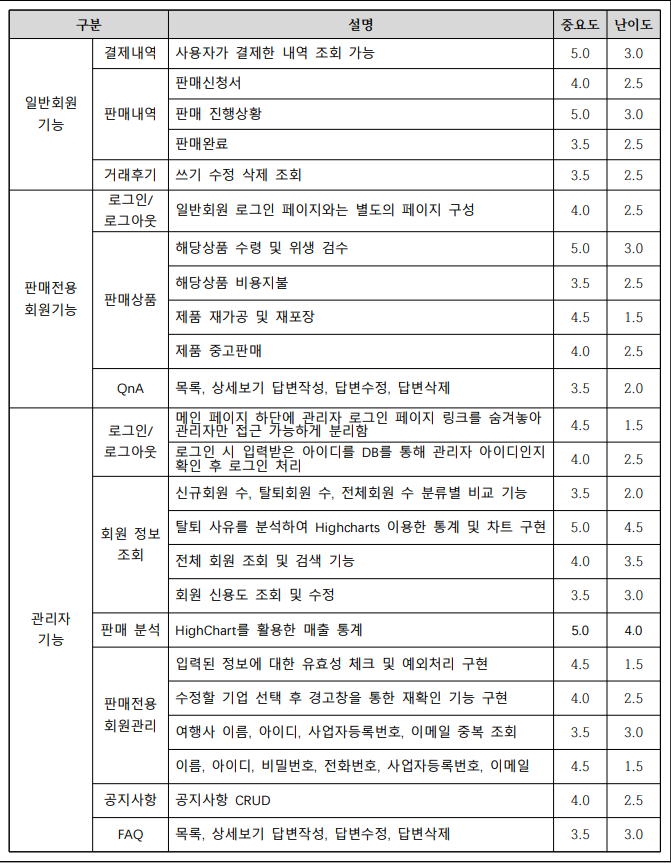 구분 설명 중요도 난이도
일반회원
기능
결제내역 사용자가 결제한 내역 조회 가능 5.0 3.0
판매내역
판매신청서 4.0 2.5
판매 진행상황 5.0 3.0
판매완료 3.5 2.5
거래후기 쓰기 수정 삭제 조회 3.5 2.5
판매전용
회원기능
로그인/
로그아웃
일반회원 로그인 페이지와는 별도의 페이지 구성 4.0 2.5
판매상품
해당상품 수령 및 위생 검수 5.0 3.0
해당상품 비용지불 3.5 2.5
제품 재가공 및 재포장 4.5 1.5
제품 중고판매 4.0 2.5
QnA 목록, 상세보기 답변작성, 답변수정, 답변삭제 3.5 2.0
관리자
기능
로그인/
로그아웃
메인 페이지 하단에 관리자 로그인 페이지 링크를 숨겨놓아
관리자만 접근 가능하게 분리함 4.5 1.5
로그인 시 입력받은 아이디를 DB를 통해 관리자 아이디인지
확인 후 로그인 처리 4.0 2.5
회원 정보
조회
신규회원 수, 탈퇴회원 수, 전체회원 수 분류별 비교 기능 3.5 2.0
탈퇴 사유를 분석하여 Highcharts 이용한 통계 및 차트 구현 5.0 4.5
전체 회원 조회 및 검색 기능 4.0 3.5
회원 신용도 조회 및 수정 3.5 3.0
판매 분석 HighChart를 활용한 매출 통계 5.0 4.0
판매전용
회원관리
입력된 정보에 대한 유효성 체크 및 예외처리 구현 4.5 1.5
수정할 기업 선택 후 경고창을 통한 재확인 기능 구현 4.0 2.5
여행사 이름, 아이디, 사업자등록번호, 이메일 중복 조회 3.5 3.0
이름, 아이디, 비밀번호, 전화번호, 사업자등록번호, 이메일 4.5 1.5
공지사항 공지사항 CRUD 4.0 2.5
FAQ 목록, 상세보기 답변작성, 답변수정, 답변삭제 3.5 3.0